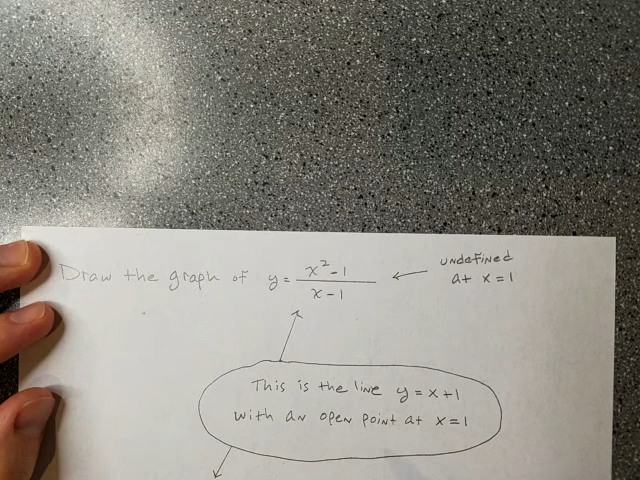 Draw the graph of y = x²-1 / x-1 ← undefined at x=1
This is the line y = x+1
with an open point at x=1